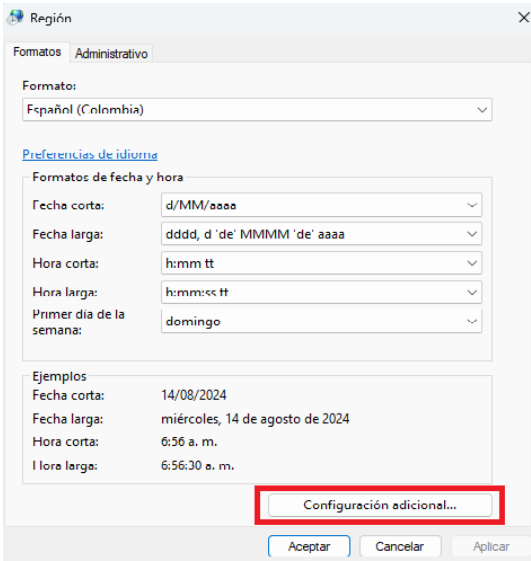 Región
Formatos Administrativo
Formato:
Español (Colombia)
Preferencias de idioma
Formatos de fecha y hora
Fecha corta: d/MM/aaaa
Fecha larga: dddd, d 'de' MMMM 'de' aaaa
Hora corta: h:mm tt
Hora larga: h:mm:ss tt
Primer día de la semana: domingo
Ejemplos
Fecha corta: 14/08/2024
Fecha larga: miércoles, 14 de agosto de 2024
Hora corta: 6:56 a. m.
Hora larga: 6:56:30 a. m.
Configuración adicional...
Aceptar Cancelar Aplicar